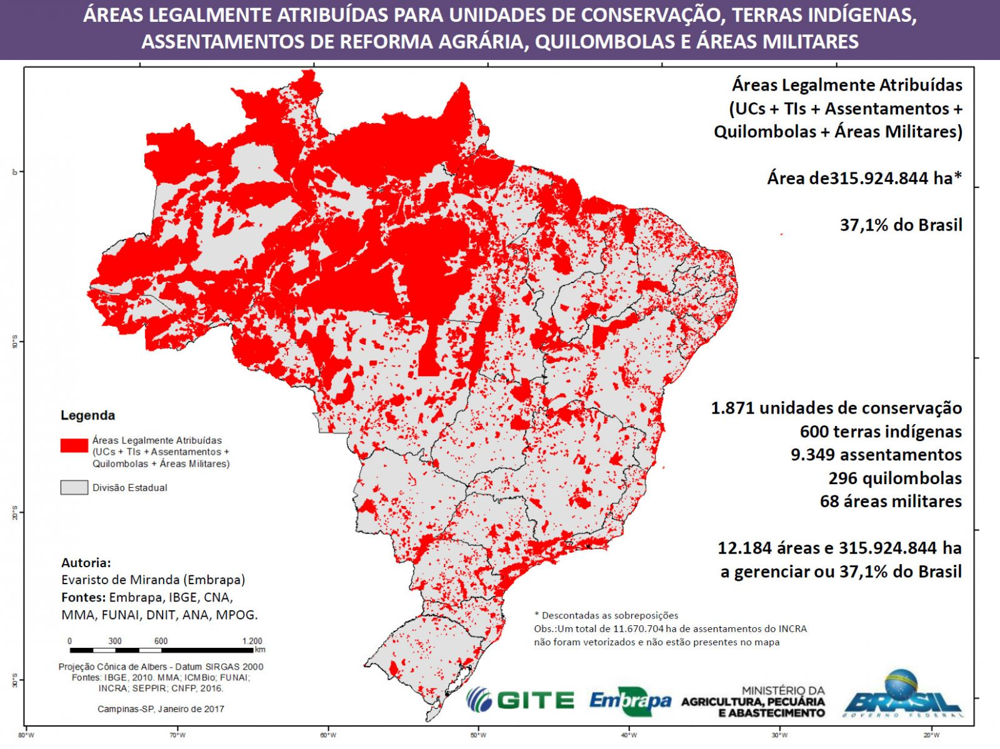 ÁREAS LEGALMENTE ATRIBUÍDAS PARA UNIDADES DE CONSERVAÇÃO, TERRAS INDÍGENAS,
ASSENTAMENTOS DE REFORMA AGRÁRIA, QUILOMBOLAS E ÁREAS MILITARES
Áreas Legalmente Atribuídas
(UCs + TIs + Assentamentos +
Quilombolas + Áreas Militares)
Área de315.924.844 ha*
37,1% do Brasil
1.871 unidades de conservação
600 terras indígenas
9.349 assentamentos
296 quilombolas
68 áreas militares
12.184 áreas e 315.924.844 ha
a gerenciar ou 37,1% do Brasil
Legenda
Áreas Legalmente Atribuídas
(UCs + TIs + Assentamentos +
Quilombolas + Áreas Militares)
Divisão Estadual
Autoria:
Evaristo de Miranda (Embrapa)
Fontes: Embrapa, IBGE, CNA,
MMA, FUNAI, DNIT, ANA, MPOG.
0 300 600 1.200
km
Projeção Cônica de Albers - Datum SIRGAS 2000
Fontes: IBGE, 2010. MMA; ICMBio; FUNAI;
INCRA; SEPPIR; CNFP, 2016.
Campinas-SP, Janeiro de 2017
* Descontadas as sobreposições
Obs.:Um total de 11.670.704 ha de assentamentos do INCRA
não foram vetorizados e não estão presentes no mapa
GITE
Embrapa
MINISTÉRIO DA
AGRICULTURA, PECUÁRIA
E ABASTECIMENTO
BRASIL
GOVERNO FEDERAL
0°
10°S
20°S
30°S
80°W 70°W 60°W 50°W 40°W 30°W 20°W